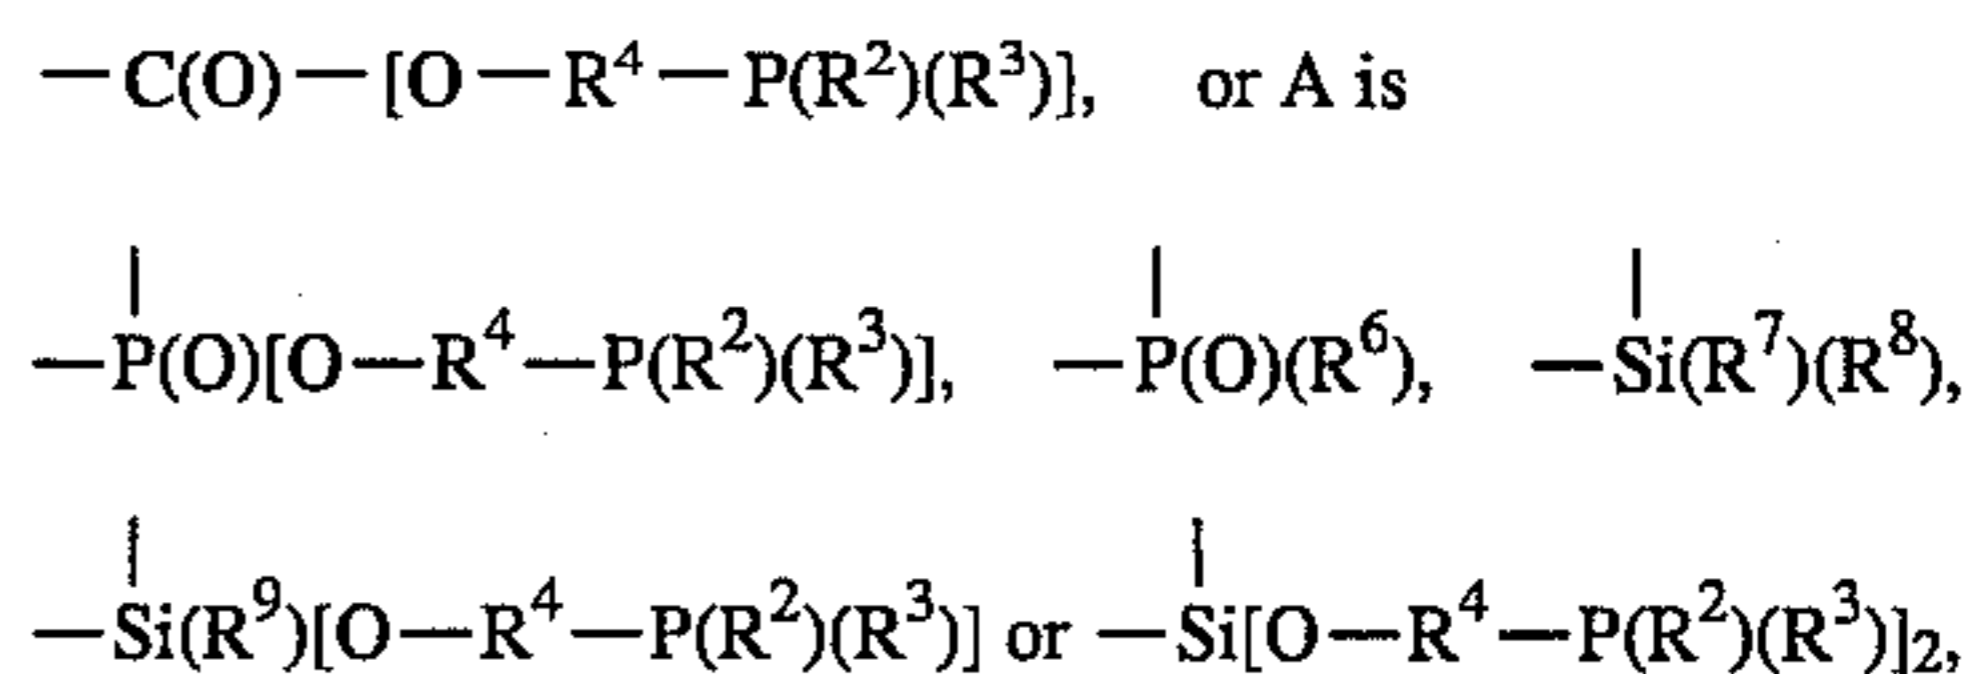 —C(O)—[O—R⁴—P(R²)(R³)], or A is
—P(O)[O—R⁴—P(R²)(R³)], —P(O)(R⁶), —Si(R⁷)(R⁸),
—Si(R⁹)[O—R⁴—P(R²)(R³)] or —Si[O—R⁴—P(R²)(R³)]₂,